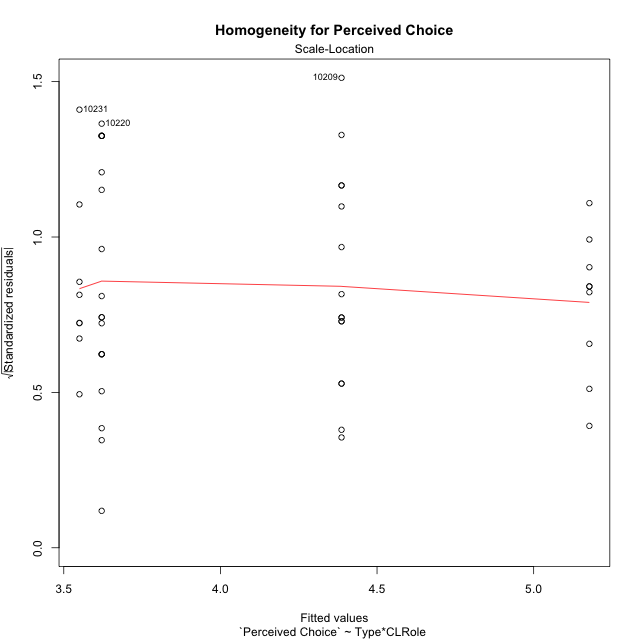 Homogeneity for Perceived Choice
Scale-Location
1.5
1.0
0.5
0.0
√|Standardized residuals|
10209
10231
10220
3.5
4.0
4.5
5.0
Fitted values
`Perceived Choice` ~ Type*CLRole